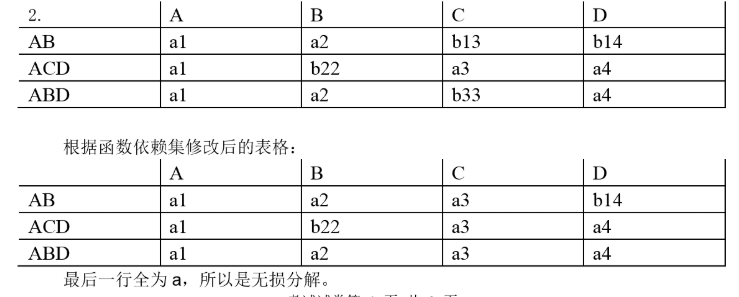 2. A B C D
AB a1 a2 b13 b14
ACD a1 b22 a3 a4
ABD a1 a2 b33 a4
根据函数依赖集修改后的表格：
A B C D
AB a1 a2 a3 b14
ACD a1 b22 a3 a4
ABD a1 a2 a3 a4
最后一行全为 a，所以是无损分解。